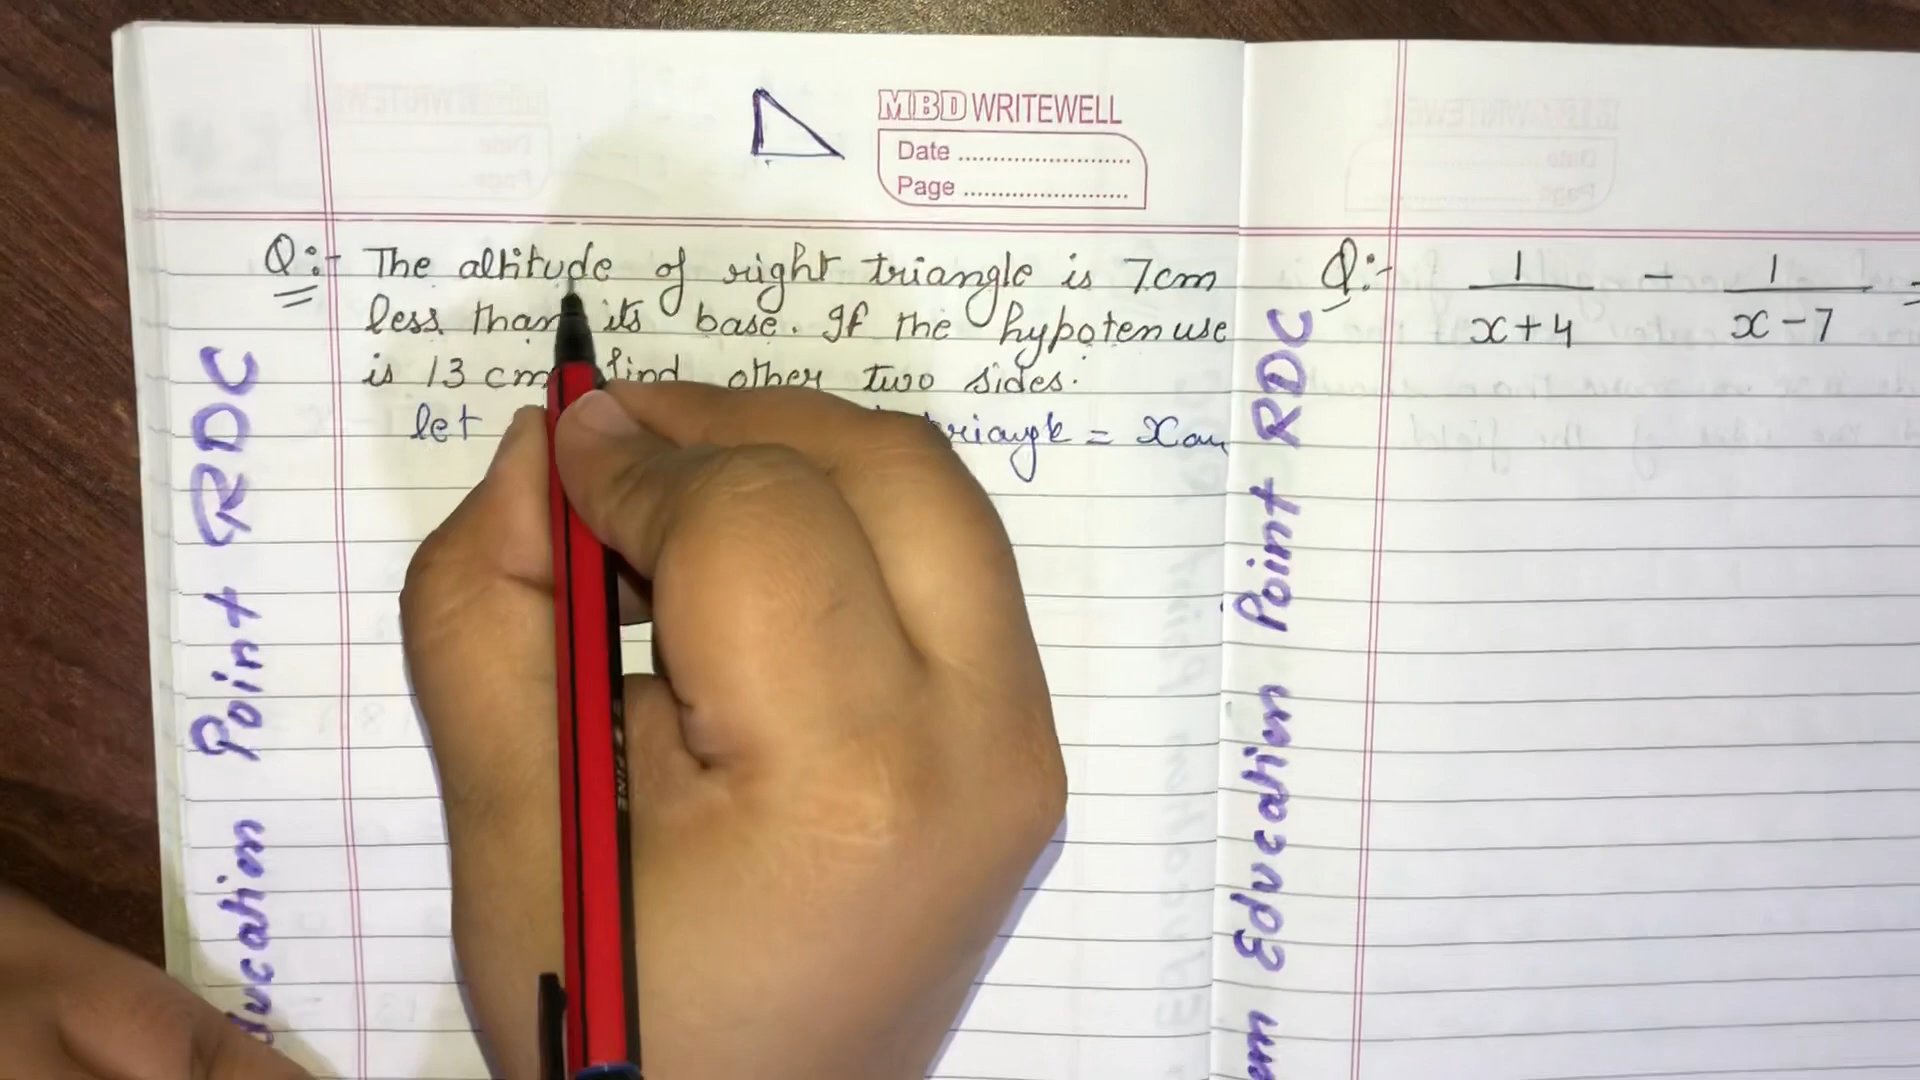 MBD WRITEWELL
Date
Page
Q:- The altitude of right triangle is 7cm
less than its base. If the hypotenuse
is 13 cm find other two sides.
let triangle = x cm
Education Point RDC
Q:- 1/(x+4) - 1/(x-7) =
Education Point RDC